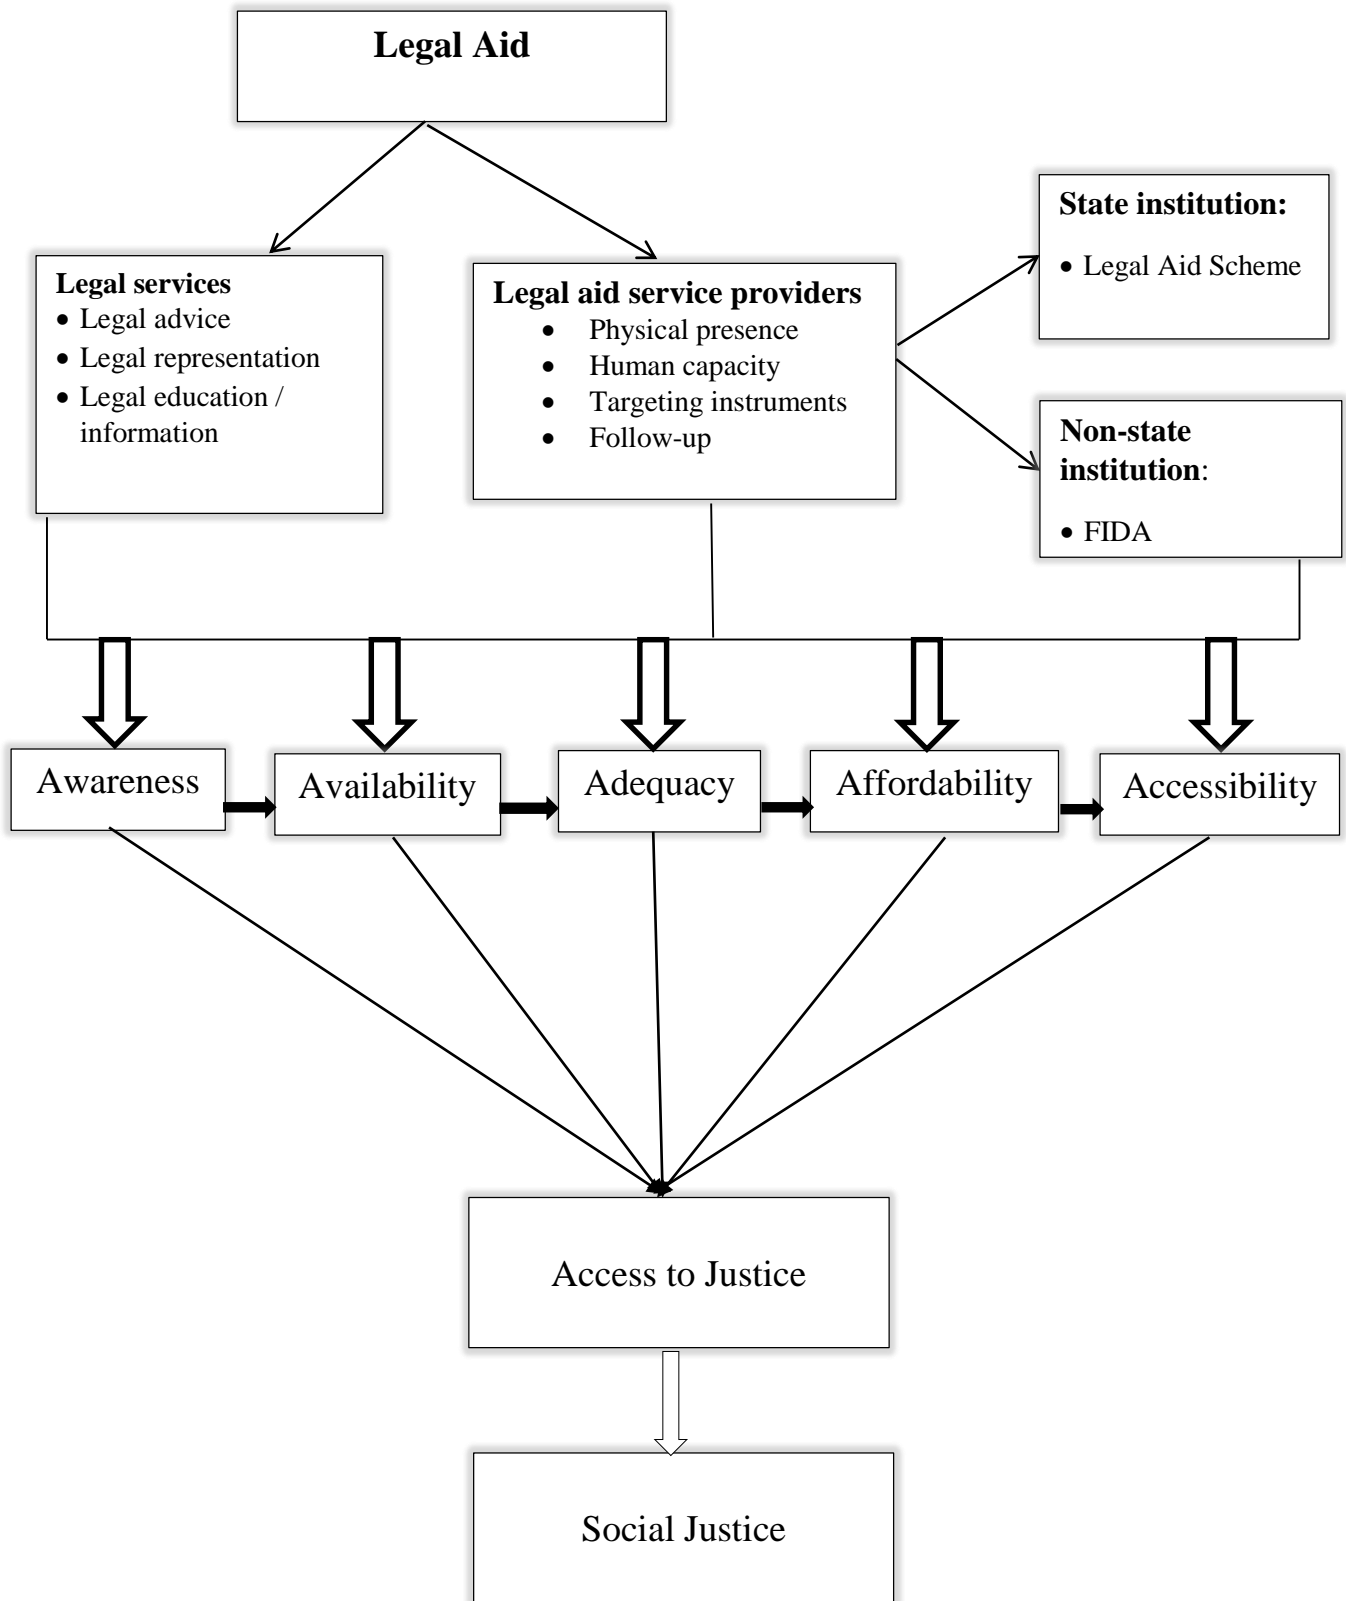 Legal Aid
State institution:
• Legal Aid Scheme
Legal services
• Legal advice
• Legal representation
• Legal education /
information
Legal aid service providers
• Physical presence
• Human capacity
• Targeting instruments
• Follow-up
Non-state
institution:
• FIDA
Awareness
Availability
Adequacy
Affordability
Accessibility
Access to Justice
Social Justice